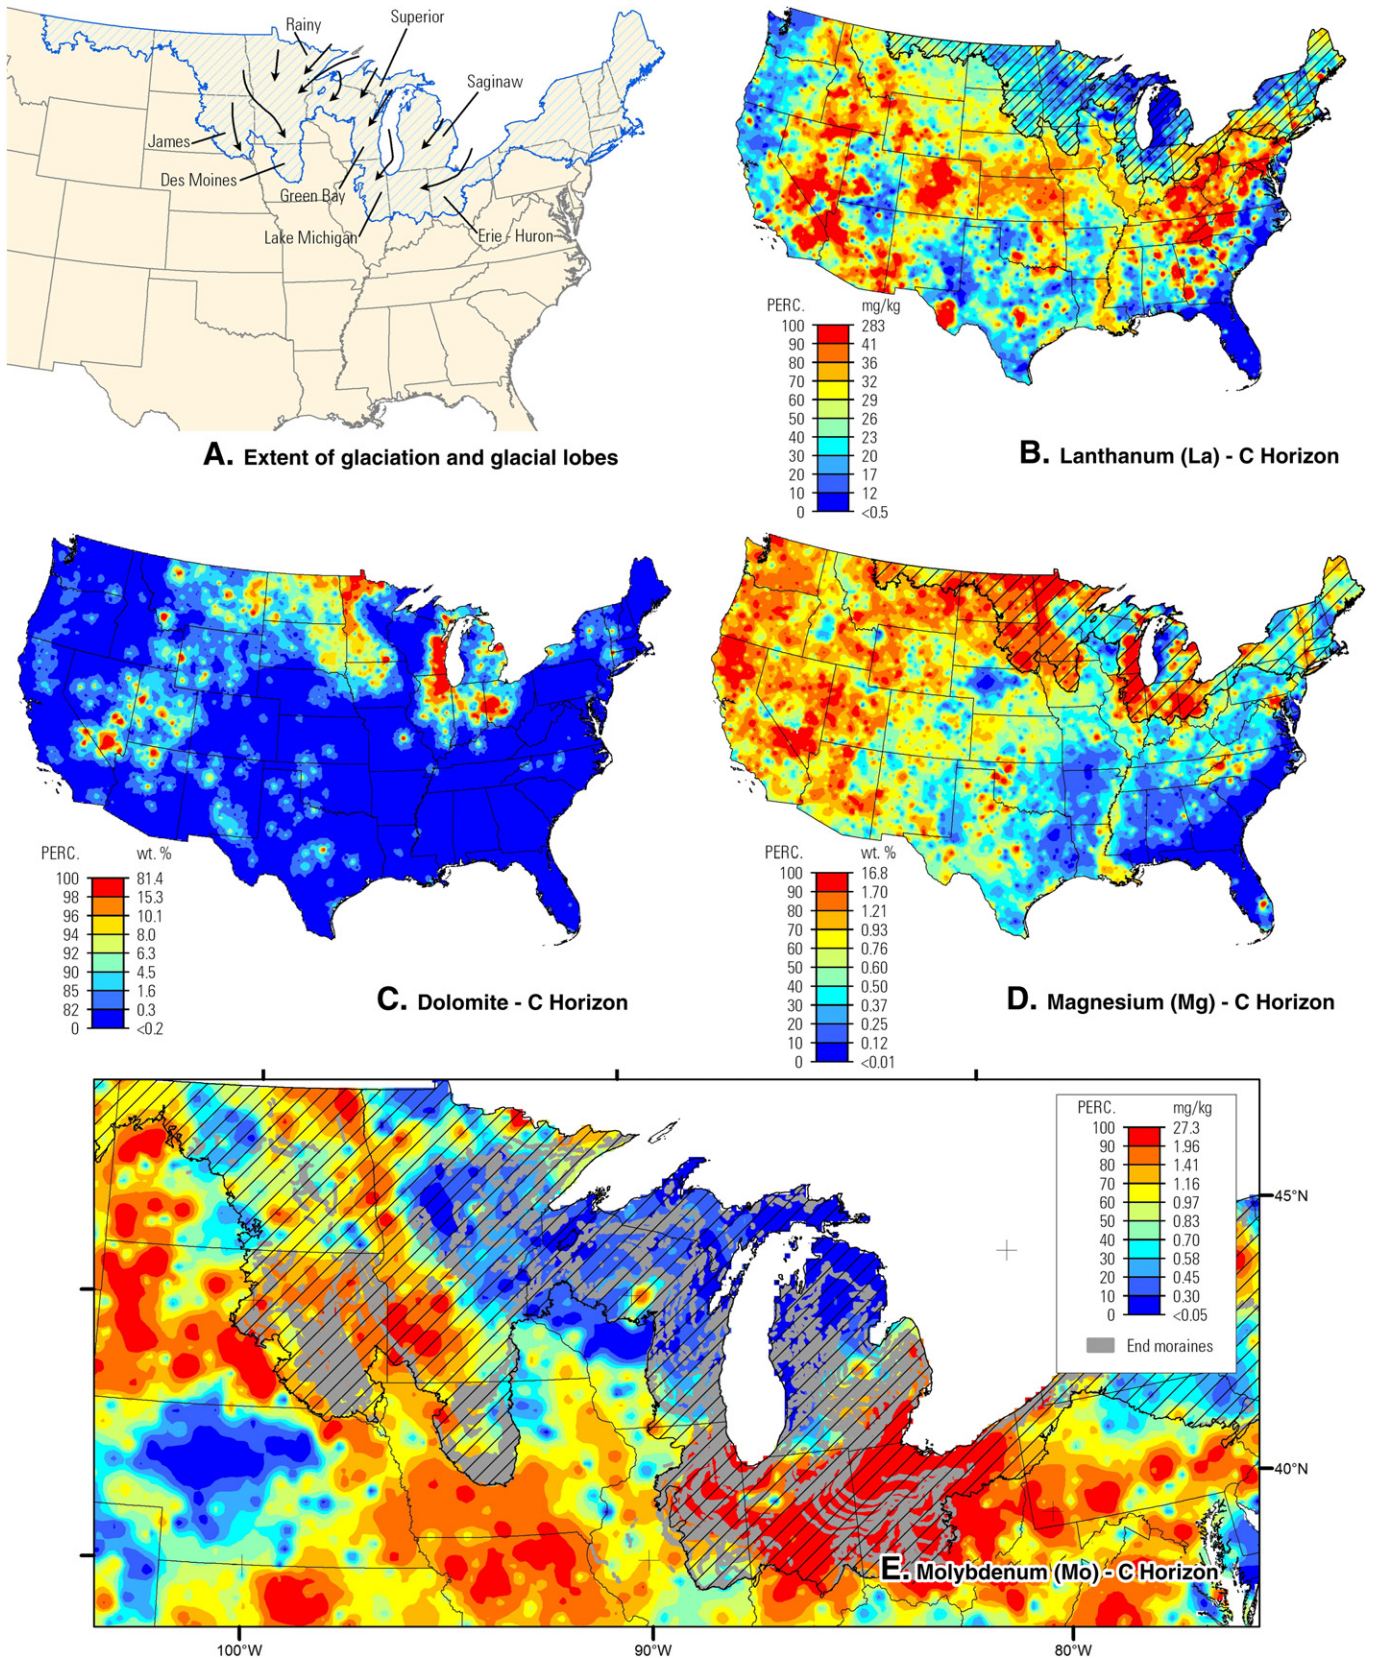 Rainy
Superior
Saginaw
James
Des Moines
Green Bay
Lake Michigan
Erie - Huron
A. Extent of glaciation and glacial lobes
PERC. mg/kg
100 283
90 41
80 36
70 32
60 29
50 26
40 23
30 20
20 17
10 12
0 <0.5
B. Lanthanum (La) - C Horizon
PERC. wt. %
100 81.4
98 15.3
96 10.1
94 8.0
92 6.3
90 4.5
85 1.6
82 0.3
0 <0.2
C. Dolomite - C Horizon
PERC. wt. %
100 16.8
90 1.70
80 1.21
70 0.93
60 0.76
50 0.60
40 0.50
30 0.37
20 0.25
10 0.12
0 <0.01
D. Magnesium (Mg) - C Horizon
PERC. mg/kg
100 27.3
90 1.96
80 1.41
70 1.16
60 0.97
50 0.83
40 0.70
30 0.58
20 0.45
10 0.30
0 <0.05
End moraines
45°N
40°N
E. Molybdenum (Mo) - C Horizon
100°W 90°W 80°W